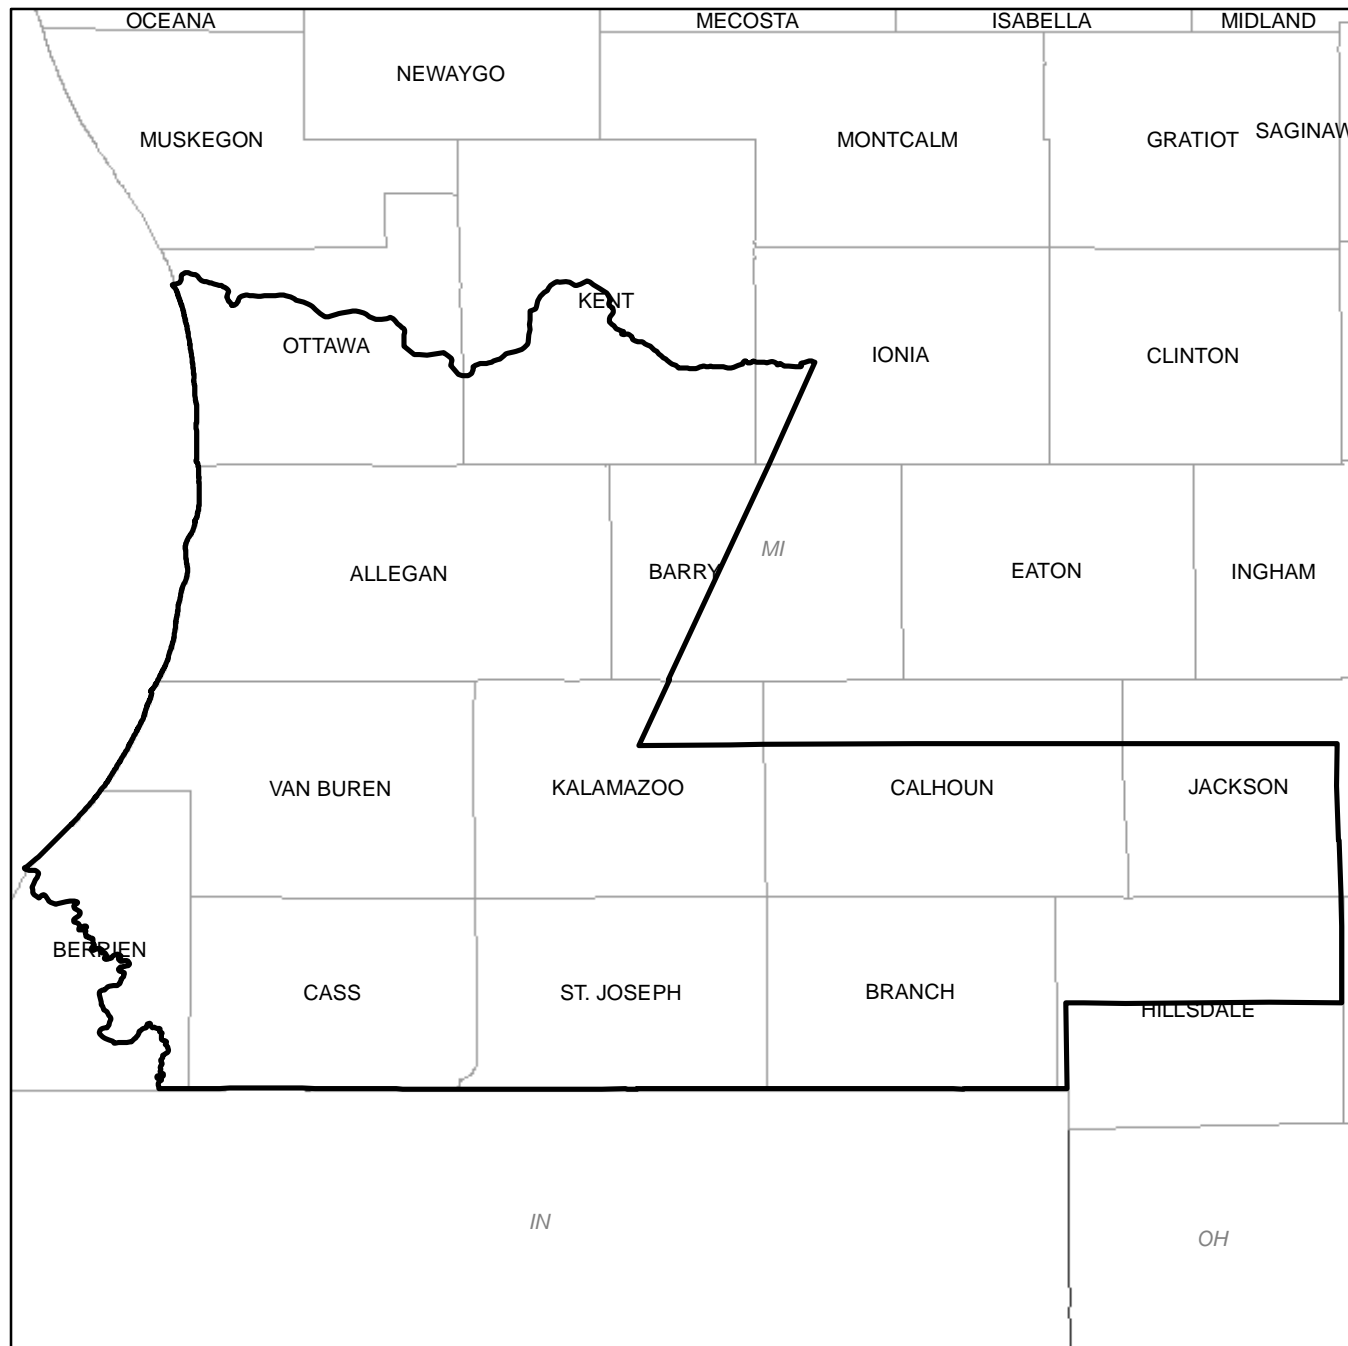 OCEANA
MECOSTA
ISABELLA
MIDLAND
NEWAYGO
MUSKEGON
MONTCALM
GRATIOT
SAGINAW
KENT
OTTAWA
IONIA
CLINTON
MI
ALLEGAN
BARRY
EATON
INGHAM
VAN BUREN
KALAMAZOO
CALHOUN
JACKSON
BERRIEN
CASS
ST. JOSEPH
BRANCH
HILLSDALE
IN
OH